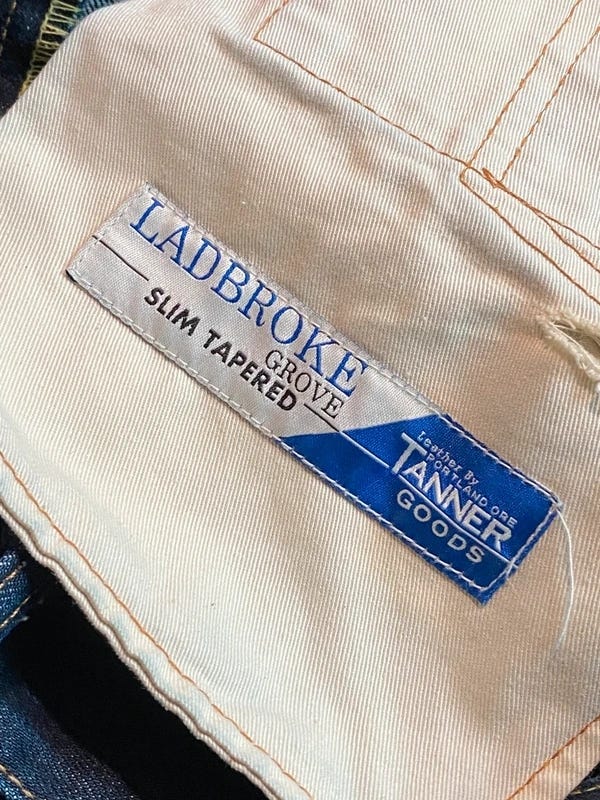 LADBROKE
GROVE
SLIM TAPERED
Leather By
PORTLAND ORE
TANNER
GOODS